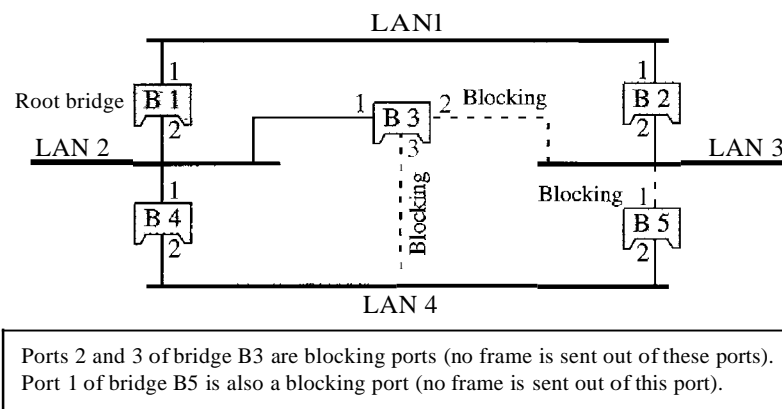 LAN1
1 1
Root bridge B 1 1 B 3 2 Blocking B 2
2 2
LAN 2 3 LAN 3
1 Blocking Blocking 1
B 4 B 5
2 2
LAN 4
Ports 2 and 3 of bridge B3 are blocking ports (no frame is sent out of these ports).
Port 1 of bridge B5 is also a blocking port (no frame is sent out of this port).